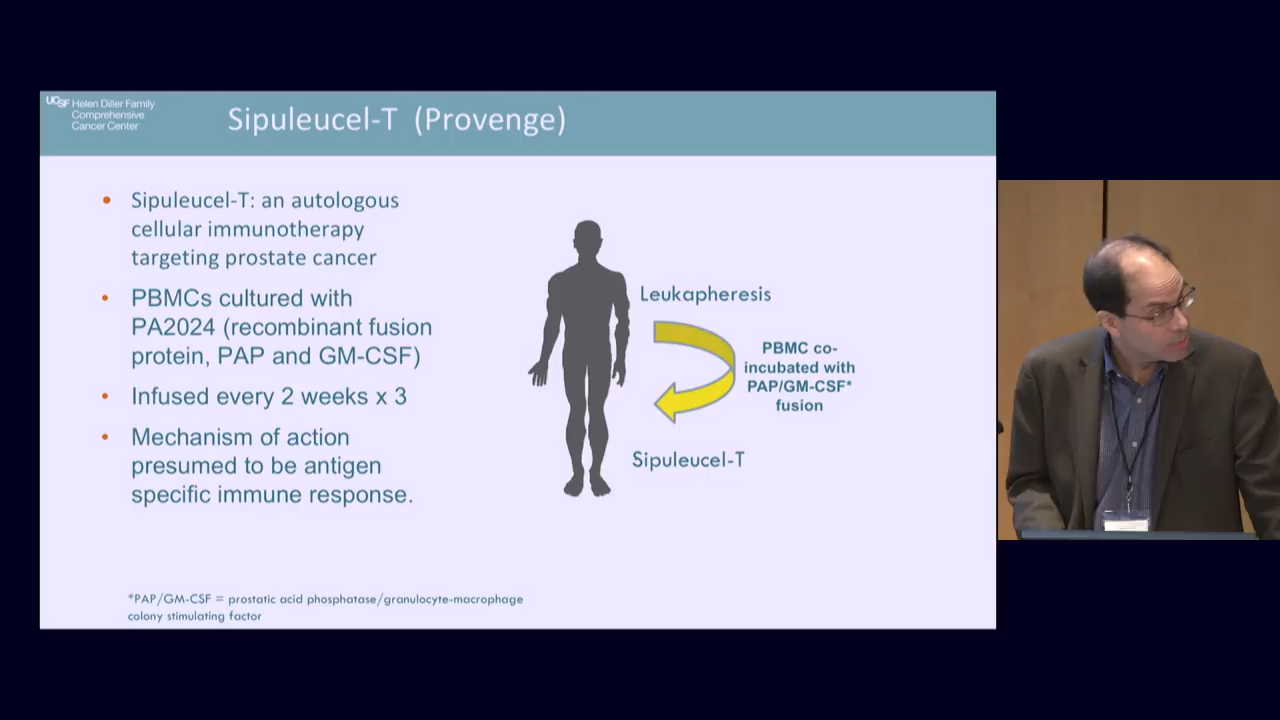 UCSF Helen Diller Family
Comprehensive
Cancer Center
Sipuleucel-T (Provenge)
• Sipuleucel-T: an autologous
cellular immunotherapy
targeting prostate cancer
• PBMCs cultured with
PA2024 (recombinant fusion
protein, PAP and GM-CSF)
• Infused every 2 weeks x 3
• Mechanism of action
presumed to be antigen
specific immune response.
Leukapheresis
PBMC co-
incubated with
PAP/GM-CSF*
fusion
Sipuleucel-T
*PAP/GM-CSF = prostatic acid phosphatase/granulocyte-macrophage
colony stimulating factor